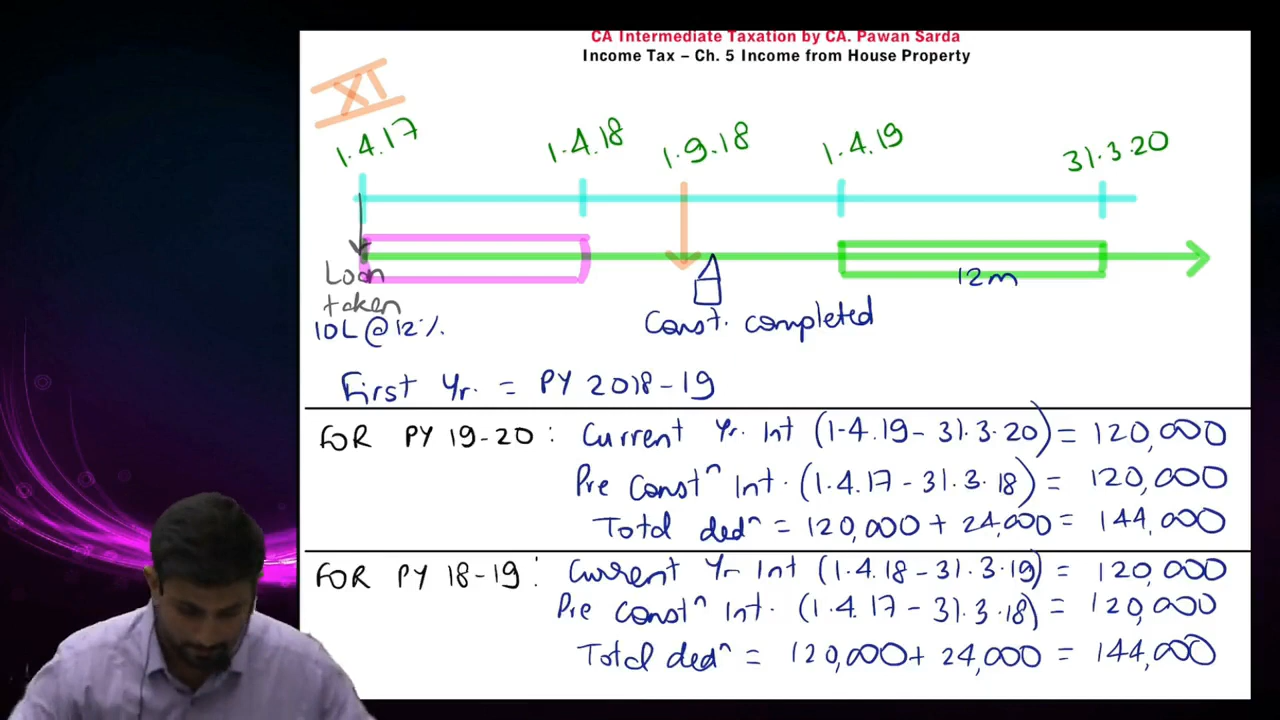 CA Intermediate Taxation by CA. Pawan Sarda
Income Tax – Ch. 5 Income from House Property
XI
1.4.17 1.4.18 1.9.18 1.4.19 31.3.20
Loan
taken
10L @ 12%.
12m
Const. completed
First Yr. = PY 2018-19
FOR PY 19-20 : Current Yr. Int (1.4.19 - 31.3.20) = 120,000
Pre Constⁿ Int. (1.4.17 - 31.3.18) = 120,000
Total dedⁿ = 120,000 + 24,000 = 144,000
FOR PY 18-19 : Current Yr Int (1.4.18 - 31.3.19) = 120,000
Pre Constⁿ Int. (1.4.17 - 31.3.18) = 120,000
Total dedⁿ = 120,000 + 24,000 = 144,000